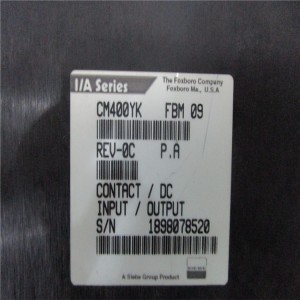 I/A Series
The Foxboro Company
Foxboro Ma., U.S.A
CM400YK FBM 09
REV-0C P.A
CONTACT / DC
INPUT / OUTPUT
S/N 1898078520
A Siebe Group Product